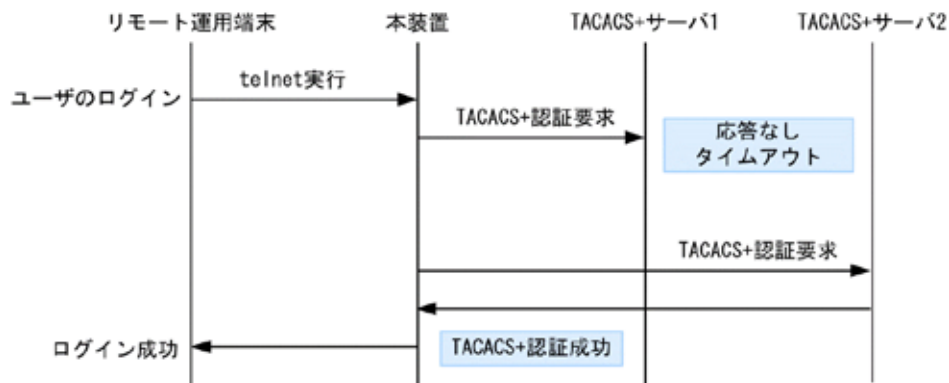 リモート運用端末
本装置
TACACS+サーバ1
TACACS+サーバ2
ユーザのログイン
telnet実行
TACACS+認証要求
応答なし
タイムアウト
TACACS+認証要求
ログイン成功
TACACS+認証成功